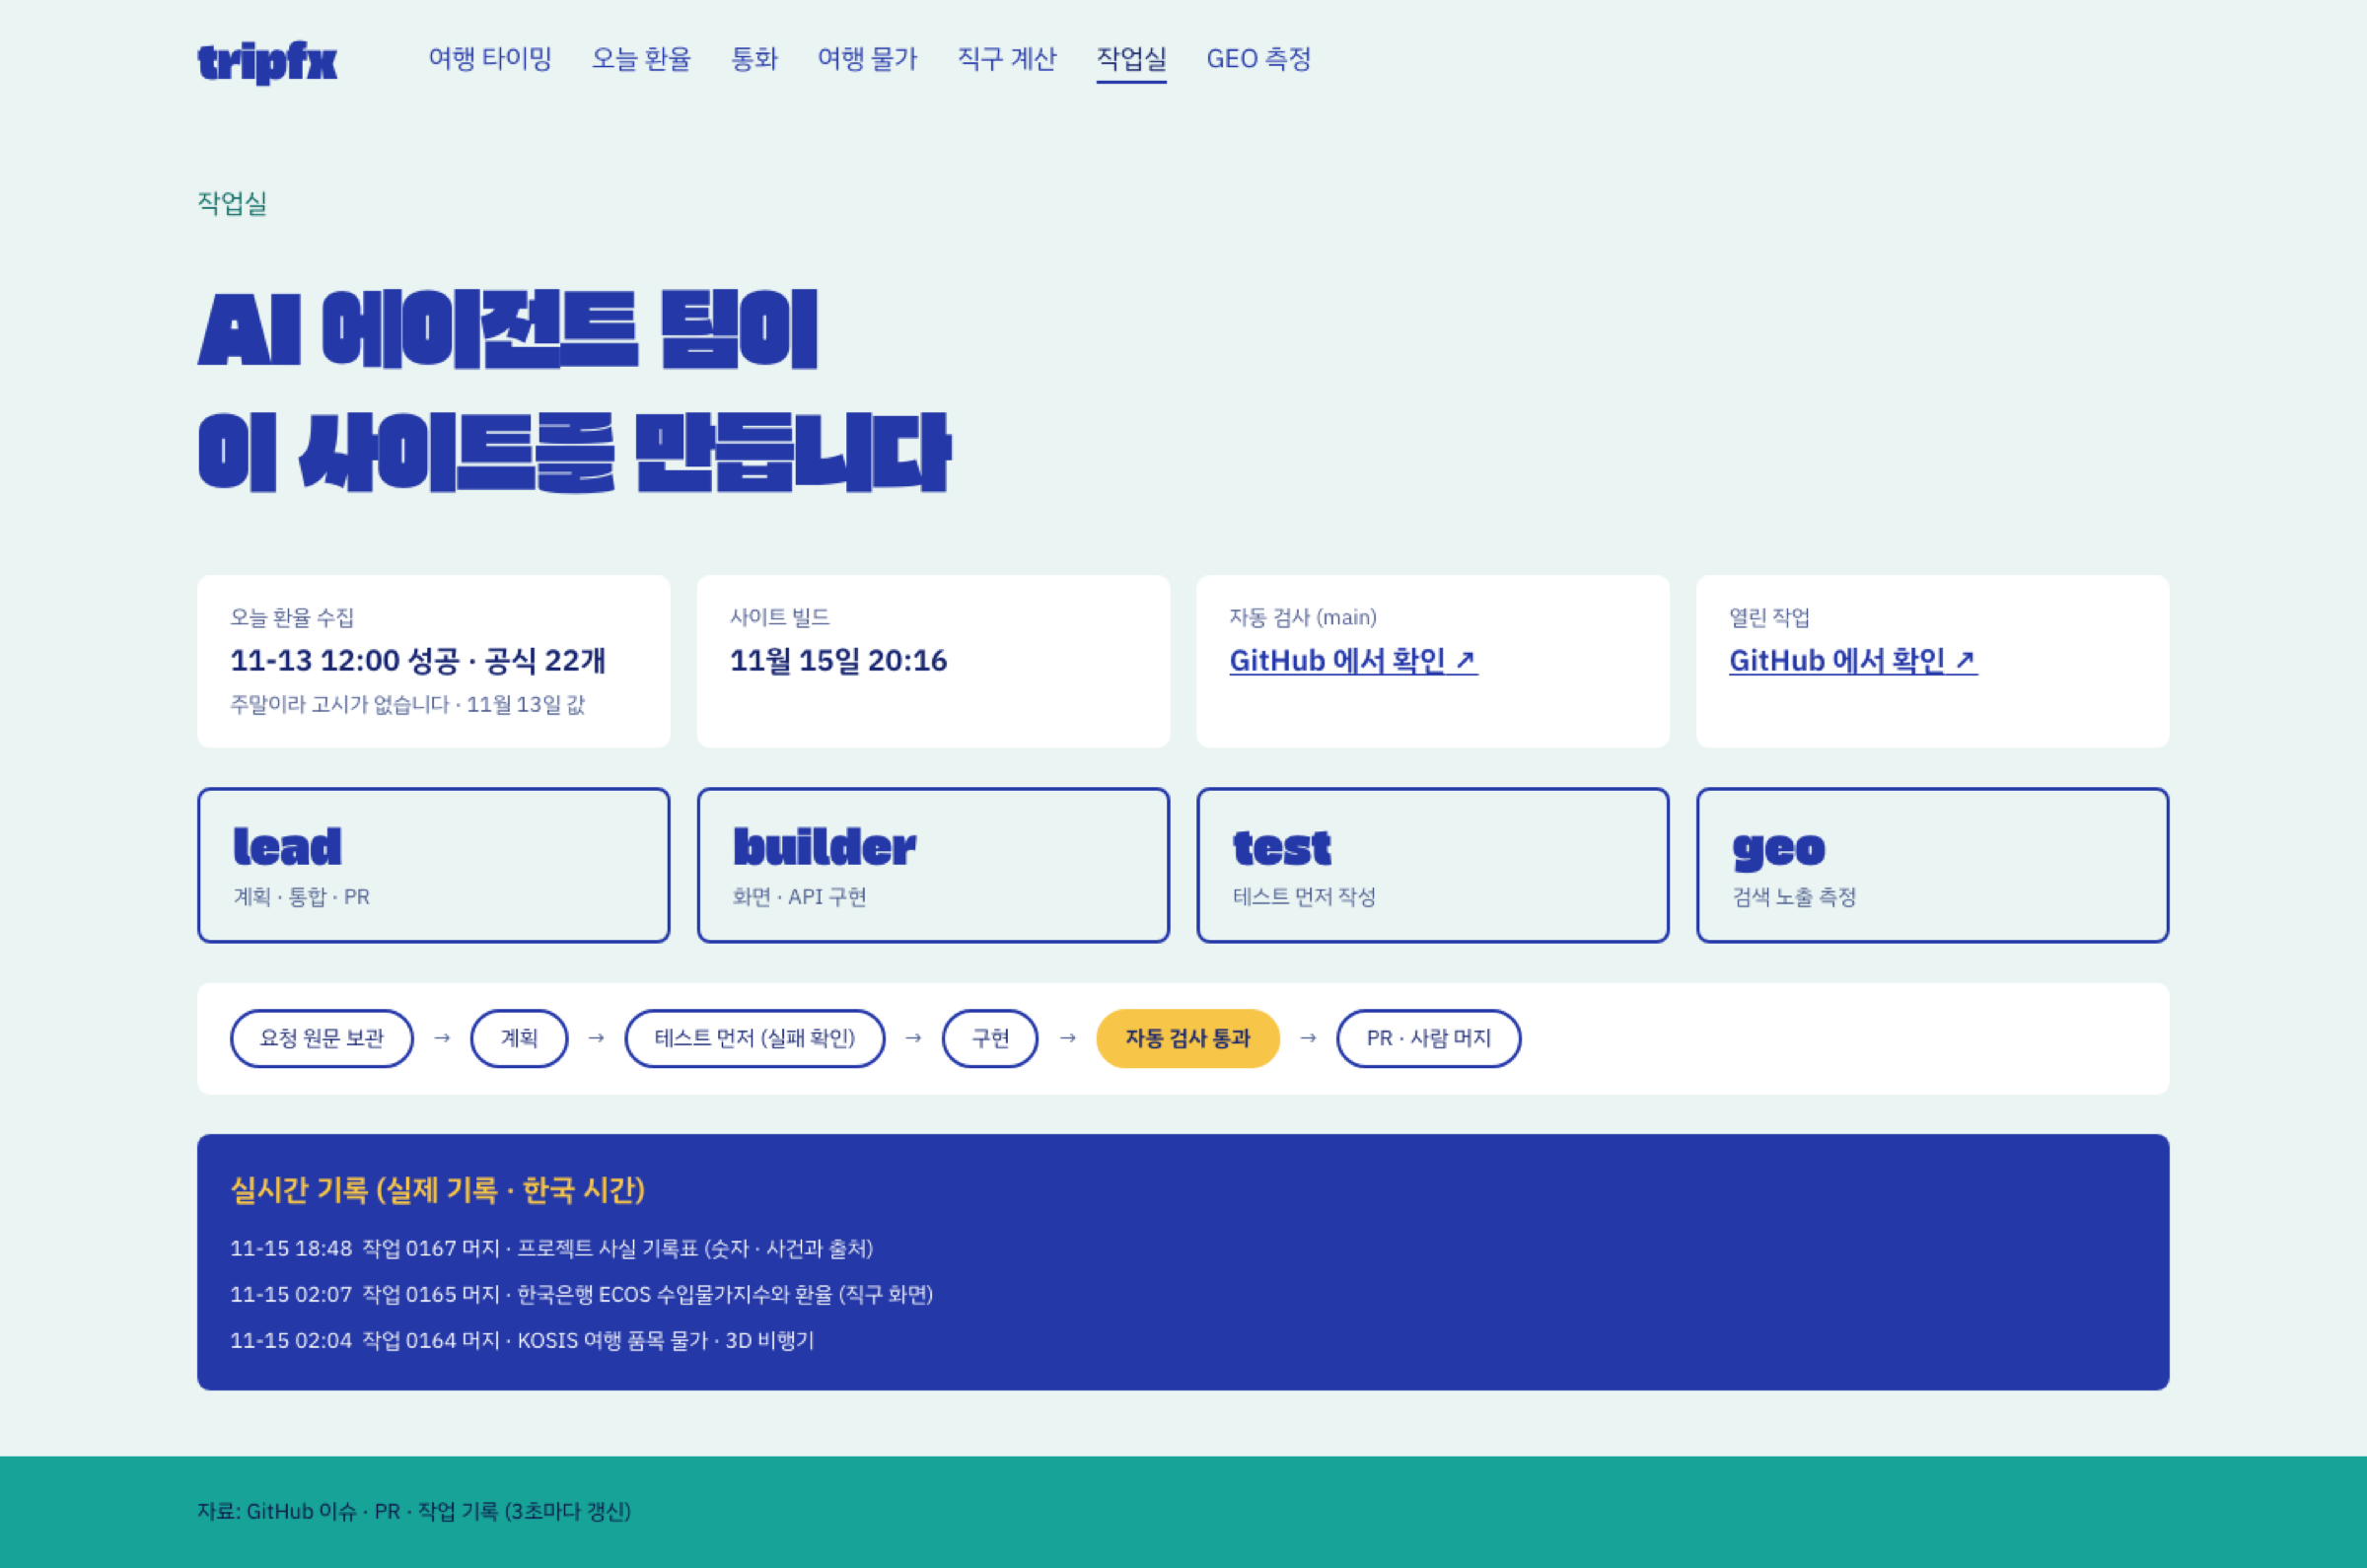 tripfx 여행 타이밍 오늘 환율 통화 여행 물가 직구 계산 작업실 GEO 측정
작업실
AI 에이전트 팀이
이 사이트를 만듭니다
오늘 환율 수집
11-13 12:00 성공 · 공식 22개
주말이라 고시가 없습니다 · 11월 13일 값
사이트 빌드
11월 15일 20:16
자동 검사 (main)
GitHub 에서 확인 ↗
열린 작업
GitHub 에서 확인 ↗
lead
계획 · 통합 · PR
builder
화면 · API 구현
test
테스트 먼저 작성
geo
검색 노출 측정
요청 원문 보관 → 계획 → 테스트 먼저 (실패 확인) → 구현 → 자동 검사 통과 → PR · 사람 머지
실시간 기록 (실제 기록 · 한국 시간)
11-15 18:48 작업 0167 머지 · 프로젝트 사실 기록표 (숫자 · 사건과 출처)
11-15 02:07 작업 0165 머지 · 한국은행 ECOS 수입물가지수와 환율 (직구 화면)
11-15 02:04 작업 0164 머지 · KOSIS 여행 품목 물가 · 3D 비행기
자료: GitHub 이슈 · PR · 작업 기록 (3초마다 갱신)